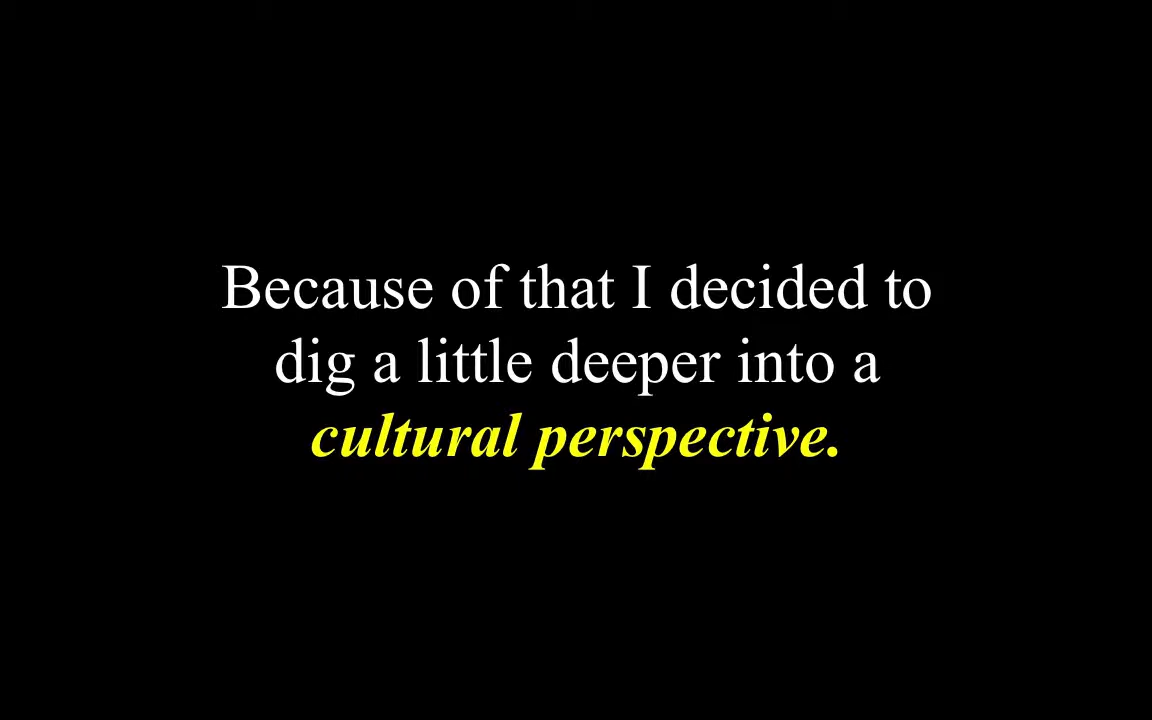 Because of that I decided to
dig a little deeper into a
cultural perspective.